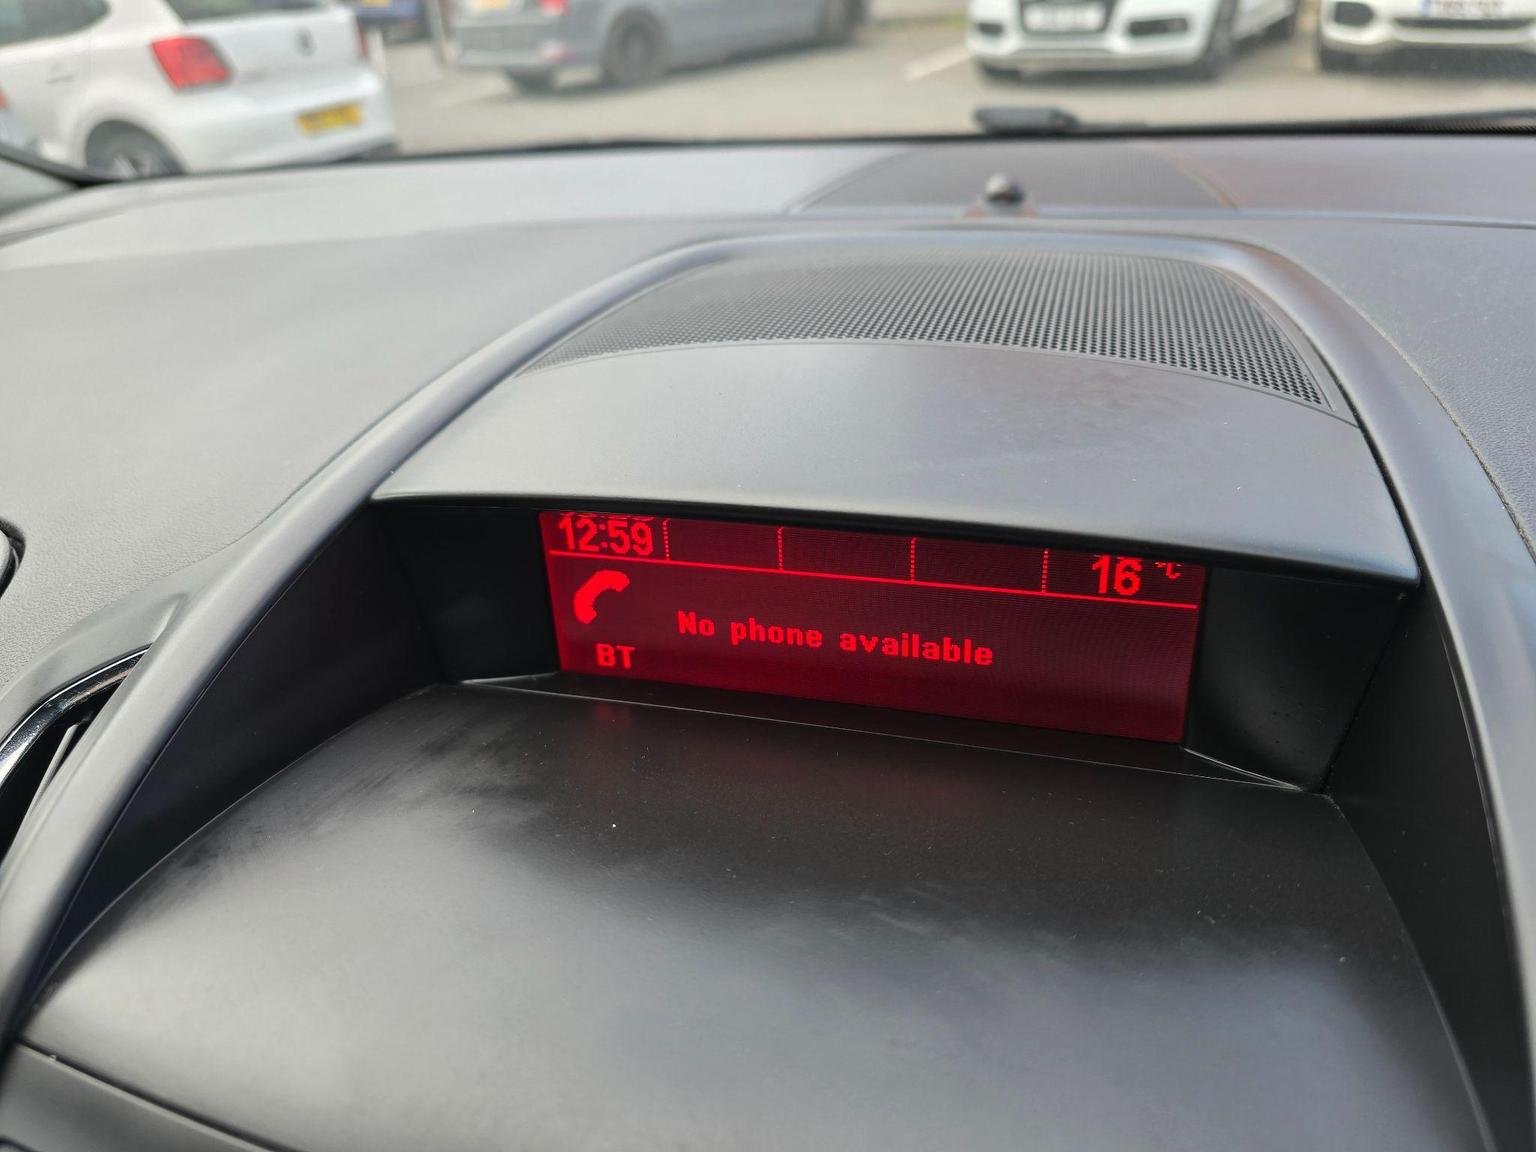 12:59 16 °C
No phone available
BT